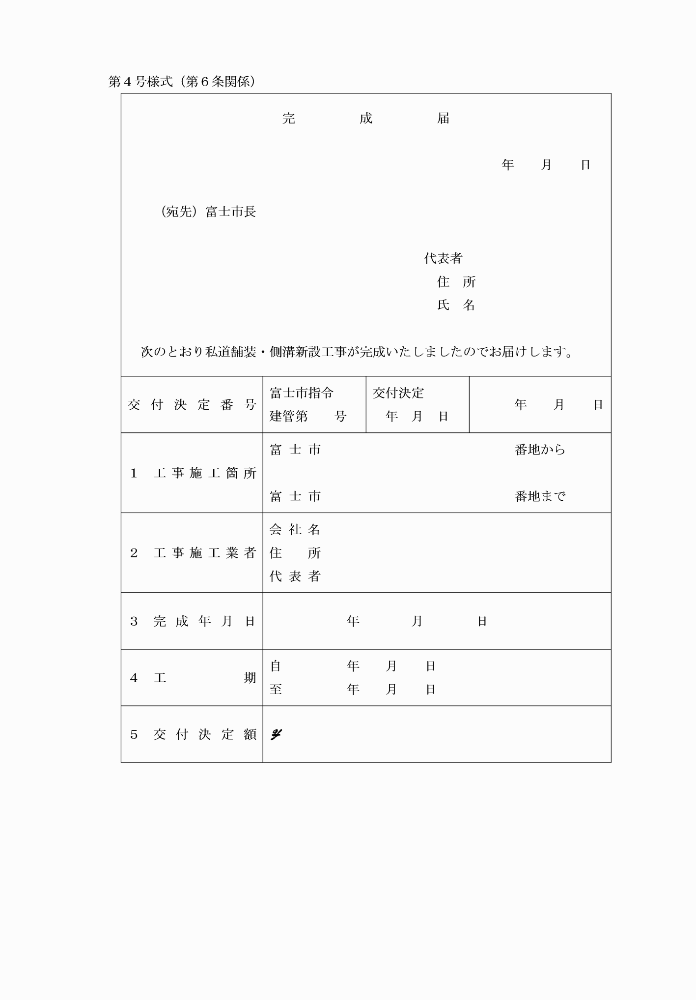 第４号様式（第６条関係）
完　成　届
年　月　日
（宛先）富士市長
代表者
住　所
氏　名
次のとおり私道舗装・側溝新設工事が完成いたしましたのでお届けします。
交付決定番号
富士市指令
建管第　　号
交付決定
年　月　日
年　月　日
１　工事施工箇所
富士市　番地から
富士市　番地まで
２　工事施工業者
会社名
住　所
代表者
３　完成年月日
年　月　日
４　工　期
自　年　月　日
至　年　月　日
５　交付決定額